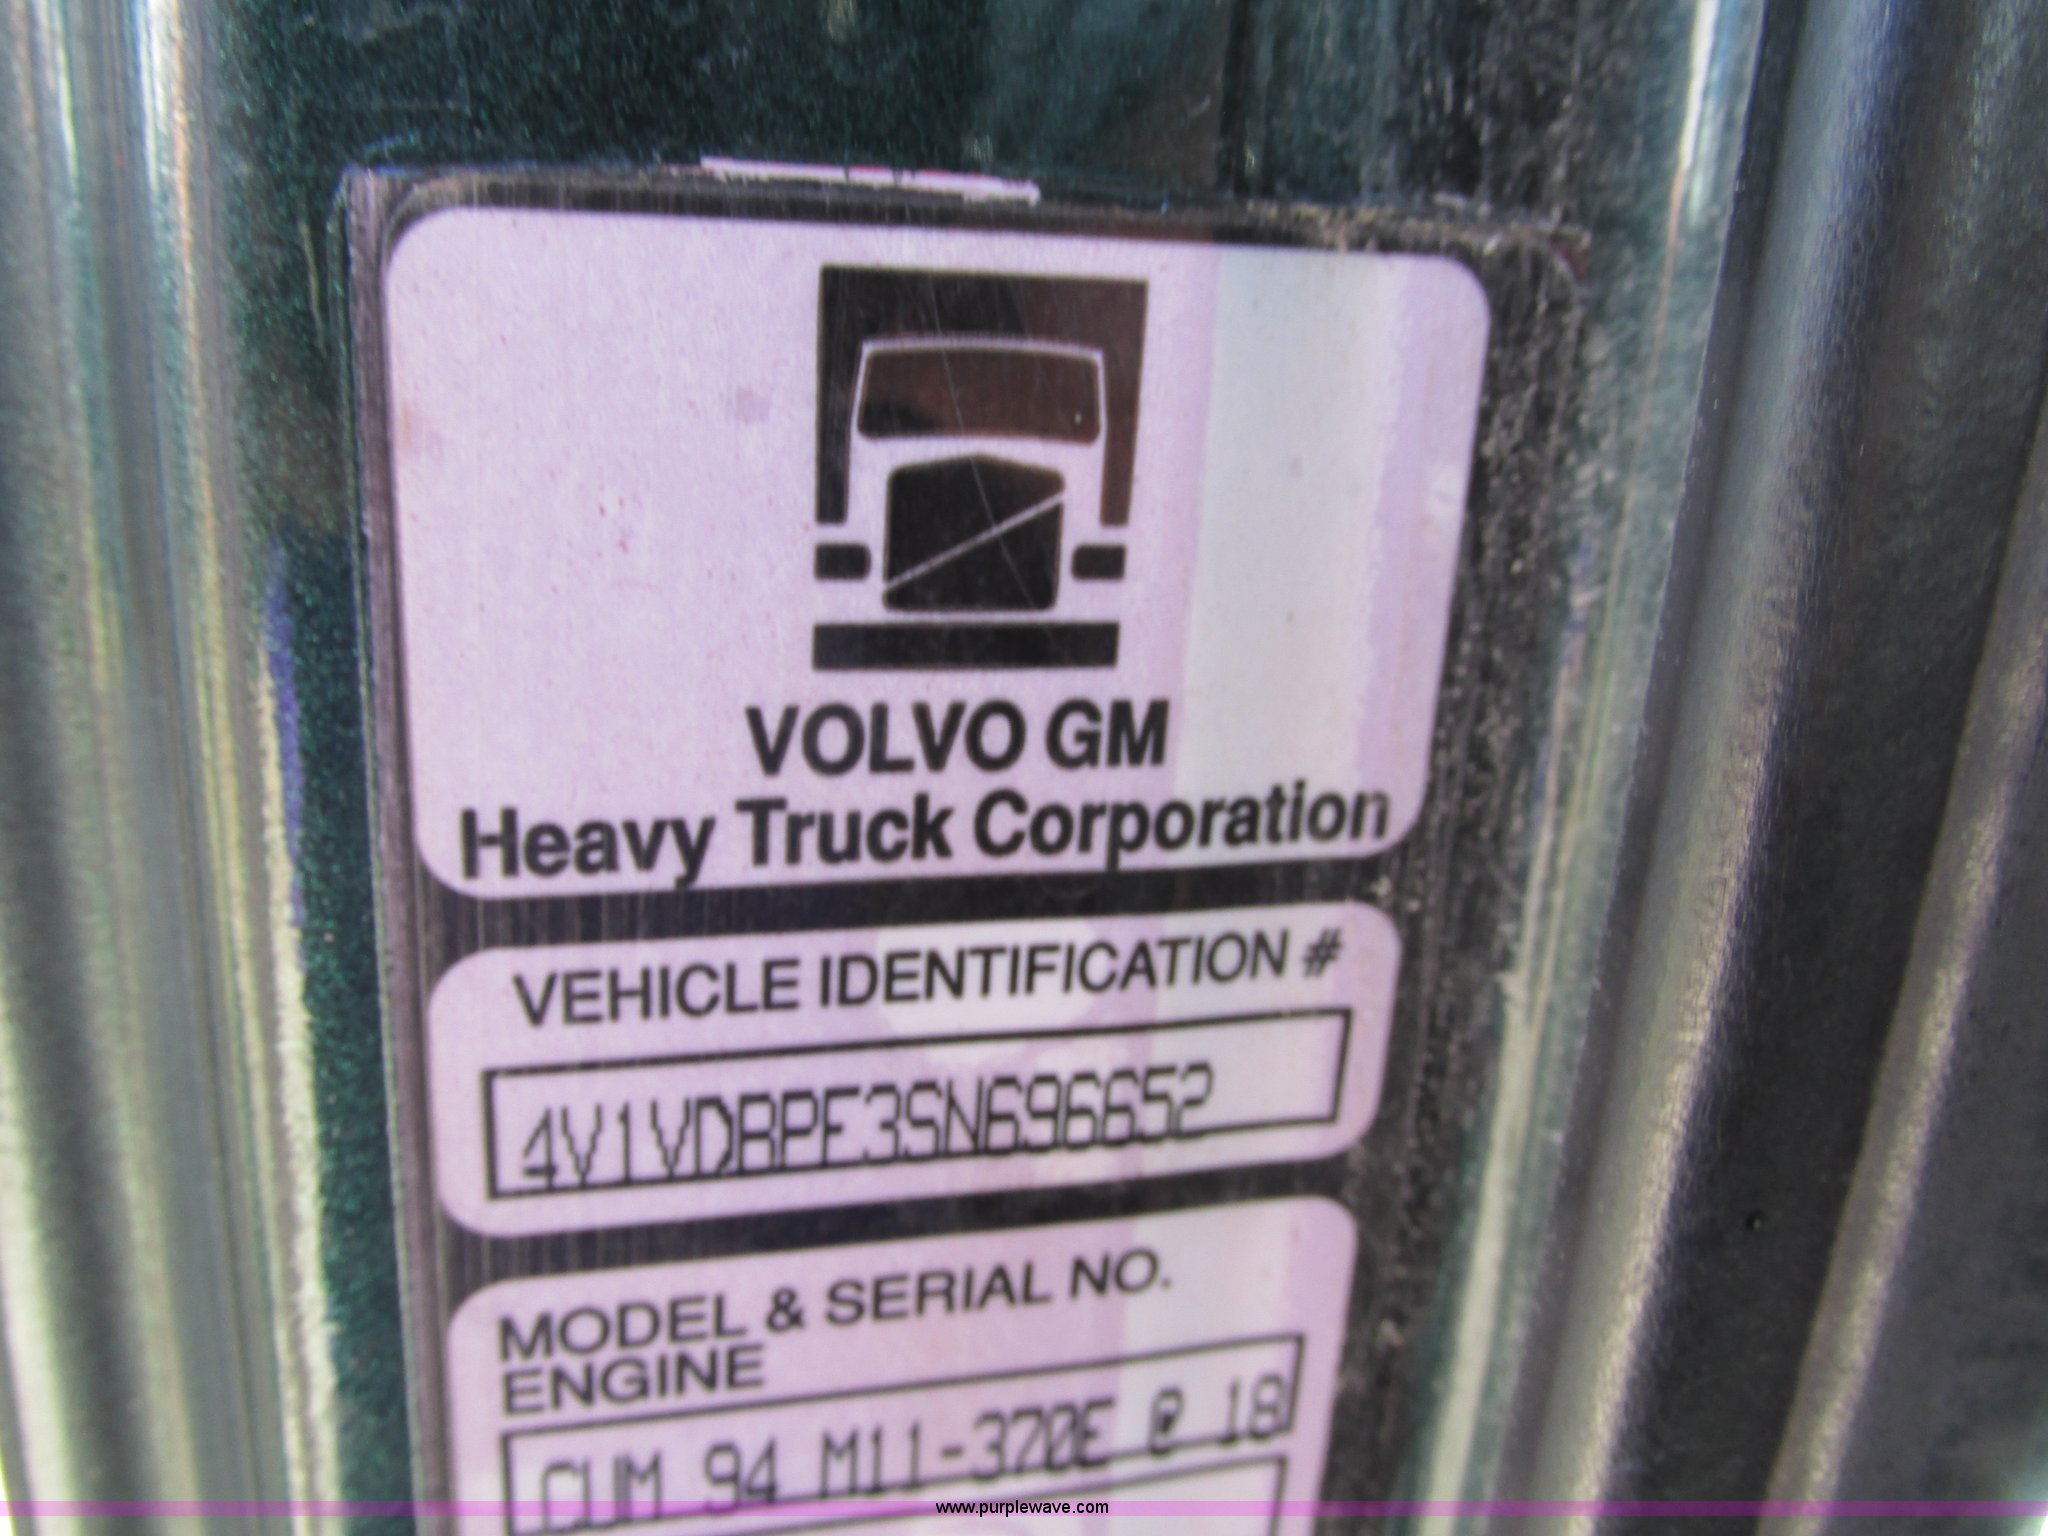 VOLVO GM
Heavy Truck Corporation
VEHICLE IDENTIFICATION #
4V1VDBPF3SN696652
MODEL & SERIAL NO.
ENGINE
CUM 94 M11-370E @ 18
www.purplewave.com